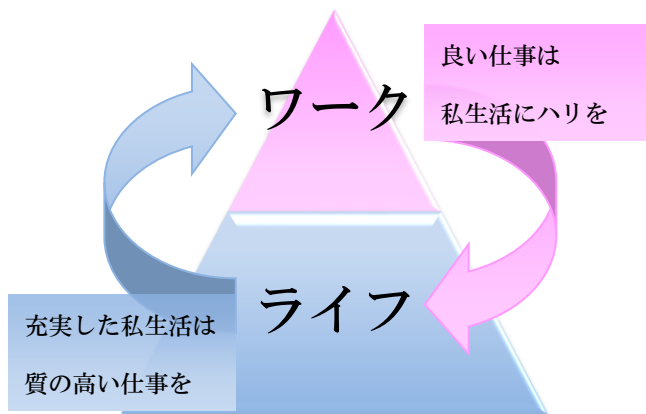 ワーク
良い仕事は
私生活にハリを
ライフ
充実した私生活は
質の高い仕事を